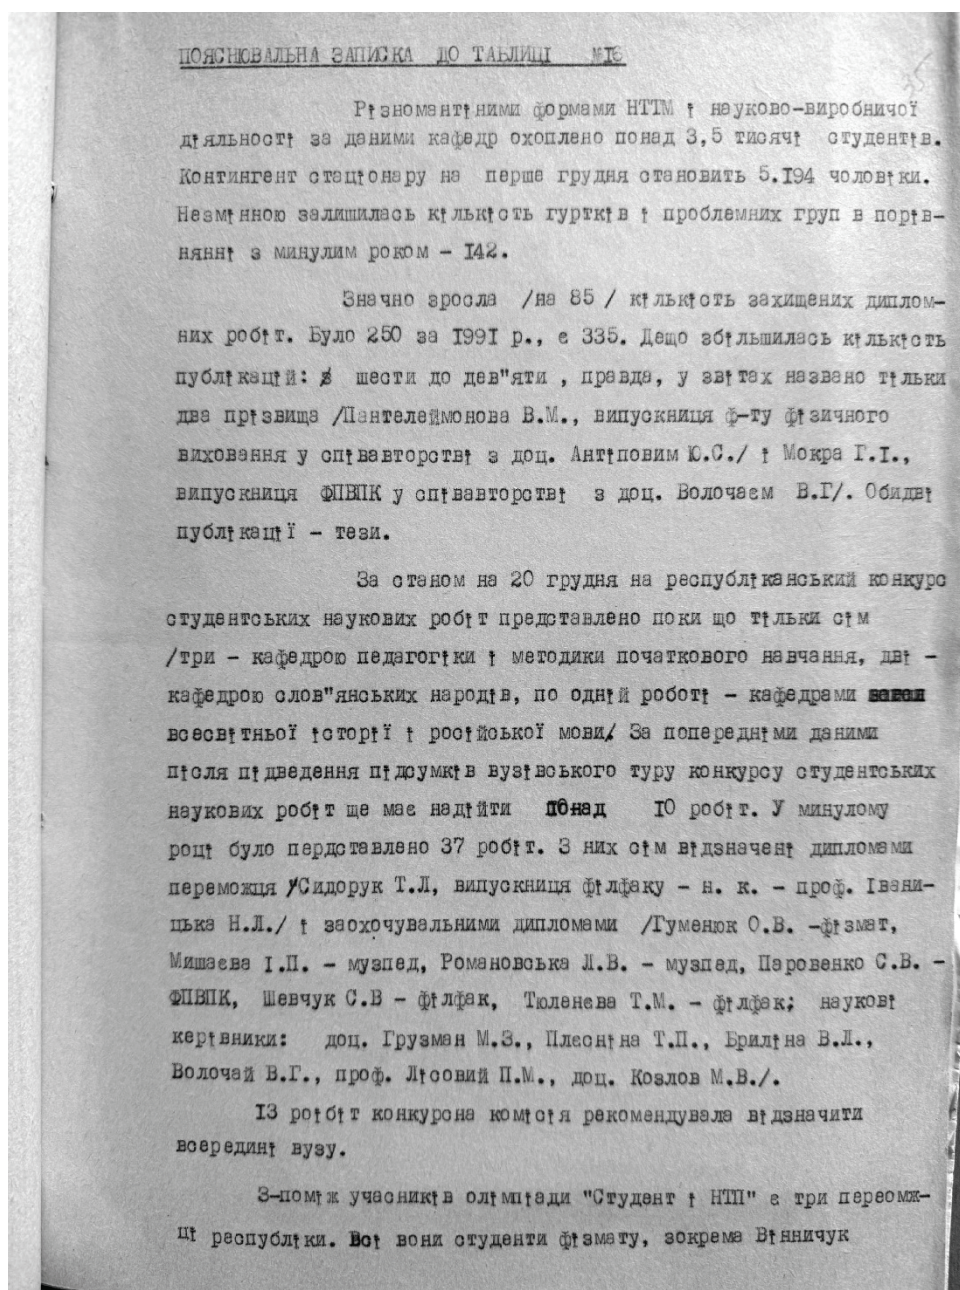 ПОЯСНЮВАЛЬНА ЗАПИСКА ДО ТАБЛИЦІ №16
35
Різномантіними формами НТТМ і науково-виробничої
діяльності за даними кафедр охоплено понад 3,5 тисячі студентів.
Контингент стаціонару на перше грудня становить 5.194 чоловіки.
Незмінною залишилась кількість гуртків і проблемних груп в порів-
нянні з минулим роком – 142.
Значно зросла /на 85 / кількість захищених диплом-
них робіт. Було 250 за 1991 р., є 335. Дещо збільшилась кількість
публікацій: з шести до дев"яти , правда, у звітах названо тільки
два прізвища /Пантелеймонова В.М., випускниця ф-ту фізичного
виховання у співавторстві з доц. Антіповим Ю.С./ і Мокра Г.І.,
випускниця ФПВПК у співавторстві з доц. Волочаєм В.Г/. Обидві
публікації – тези.
За станом на 20 грудня на республіканський конкурс
студентських наукових робіт представлено поки що тільки сім
/три – кафедрою педагогіки і методики початкового навчання, дві –
кафедрою слов"янських народів, по одній роботі – кафедрами
всесвітньої історії і російської мови/ За попередніми даними
після підведення підсумків вузівського туру конкурсу студентських
наукових робіт ще має надійти понад 10 робіт. У минулому
році було пердставлено 37 робіт. З них сім відзначені дипломами
переможця /Сидорук Т.Л, випускниця філфаку – н. к. – проф. Івани-
цька Н.Л./ і заохочувальними дипломами /Гуменюк О.В. -фізмат,
Мишаєва І.П. – музпед, Романовська Л.В. – музпед, Паровенко С.В. –
ФПВПК, Шевчук С.В – філфак, Тюленєва Т.М. – філфак; наукові
керівники: доц. Грузман М.З., Плєсніна Т.П., Бриліна В.Л.,
Волочай В.Г., проф. Лісовий П.М., доц. Козлов М.В./.
13 роібіт конкурсна комісія рекомендувала відзначити
всередині вузу.
З-поміж учасників олімпіади "Студент і НТП" є три переомж-
ці республіки. Всі вони студенти фізмату, зокрема Вінничук